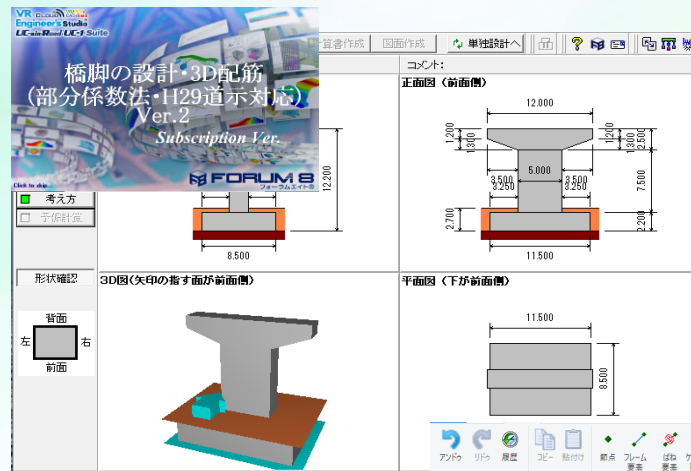 VR CLOUD
Engineer's Studio
UC-win/Road UC-1 Suite
橋脚の設計・3D配筋
(部分係数法・H29道示対応)
Ver.2
Subscription Ver.
Click to skip
FORUM 8
フォーラムエイト®
算書作成
図面作成
単独設計へ
コメント:
正面図 (前面側)
12.000
1.200
1.300
1.200
1.300
2.500
5.000
3.500
3.250
3.500
3.250
7.500
2.700
2.200
11.500
12.200
8.500
考え方
予備計算
形状確認
背面
左
右
前面
3D図(矢印の指す面が前面側)
平面図 (下が前面側)
11.500
8.500
アンドゥ
リドゥ
履歴
コピー
貼付け
節点
フレーム
要素
ばね
要素